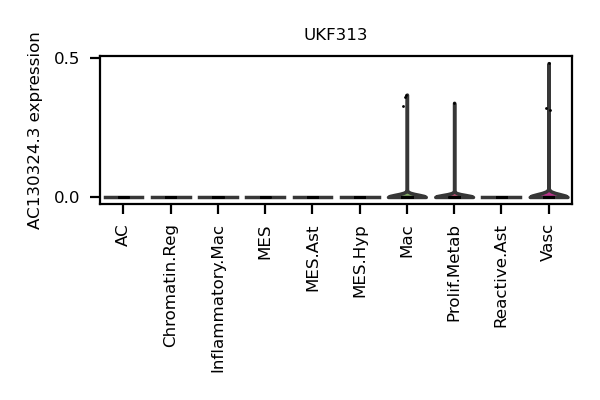 UKF313
AC130324.3 expression
0.5
0.0
AC
Chromatin.Reg
Inflammatory.Mac
MES
MES.Ast
MES.Hyp
Mac
Prolif.Metab
Reactive.Ast
Vasc